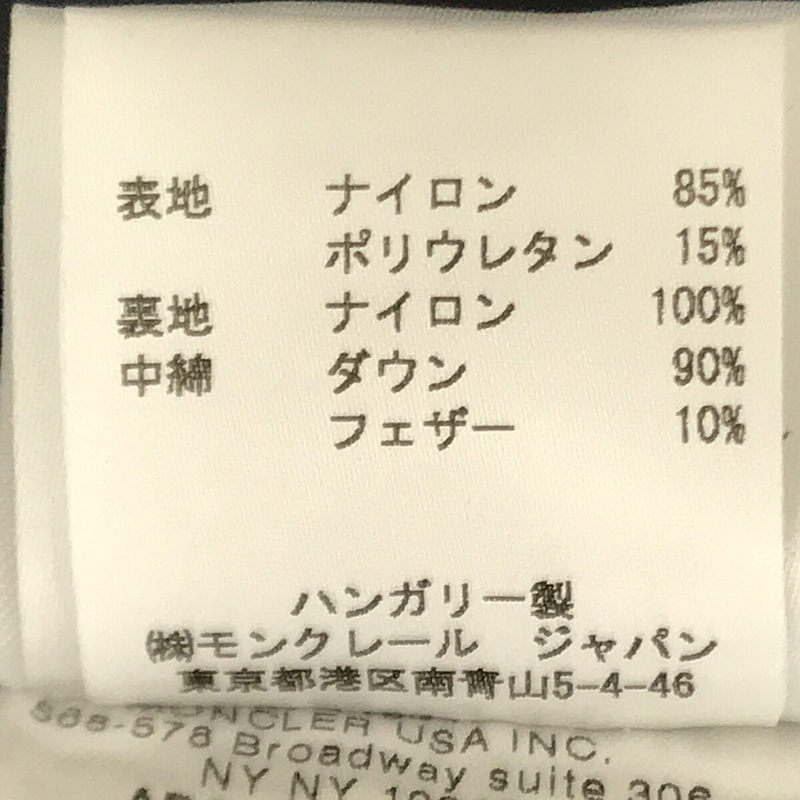 表地 ナイロン 85%
ポリウレタン 15%
裏地 ナイロン 100%
中綿 ダウン 90%
フェザー 10%
ハンガリー製
㈱モンクレール ジャパン
東京都港区南青山5-4-46
MONCLER USA INC.
568-578 Broadway suite 306
NY NY